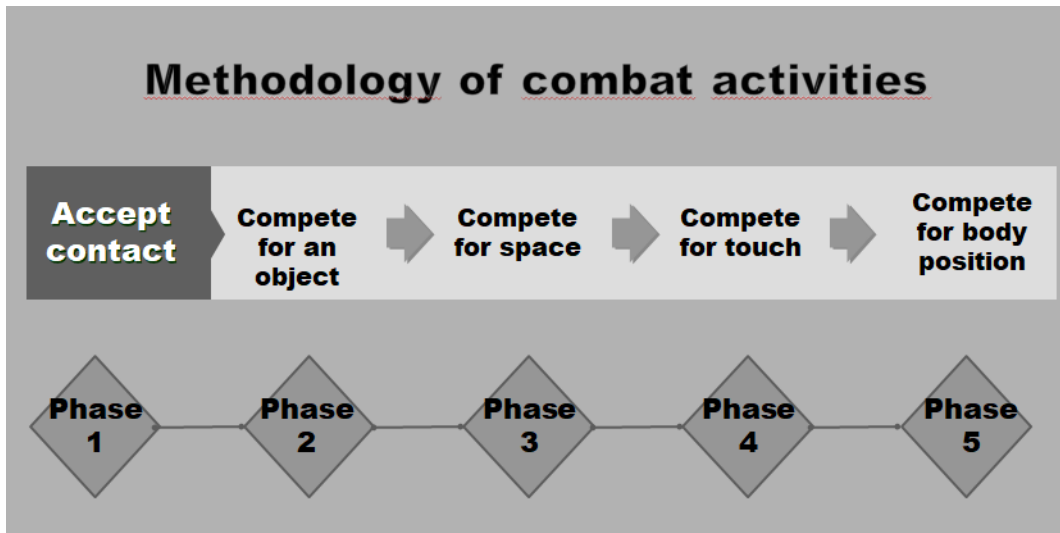 Methodology of combat activities
Accept
contact
Compete
for an
object
Compete
for space
Compete
for touch
Compete
for body
position
Phase
1
Phase
2
Phase
3
Phase
4
Phase
5